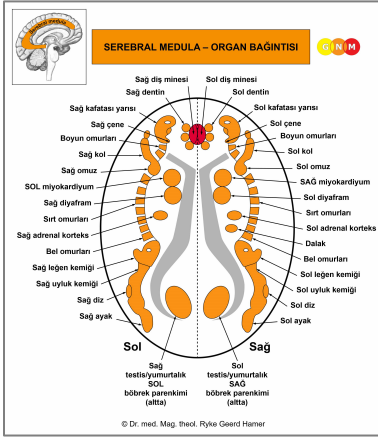 Serebral medula
SEREBRAL MEDULA – ORGAN BAĞINTISI
G N M
Sağ diş minesi
Sol diş minesi
Sağ dentin
Sol dentin
Sağ kafatası yarısı
Sol kafatası yarısı
Sağ çene
Sol çene
Boyun omurları
Boyun omurları
Sağ kol
Sol kol
Sağ omuz
Sol omuz
SOL miyokardiyum
SAĞ miyokardiyum
Sağ diyafram
Sol diyafram
Sırt omurları
Sırt omurları
Sağ adrenal korteks
Sol adrenal korteks
Dalak
Bel omurları
Bel omurları
Sağ leğen kemiği
Sol leğen kemiği
Sağ uyluk kemiği
Sol uyluk kemiği
Sağ diz
Sol diz
Sağ ayak
Sol ayak
Sol
Sağ
Sağ
testis/yumurtalık
SOL
böbrek parenkimi
(altta)
Sol
testis/yumurtalık
SAĞ
böbrek parenkimi
(altta)
© Dr. med. Mag. theol. Ryke Geerd Hamer